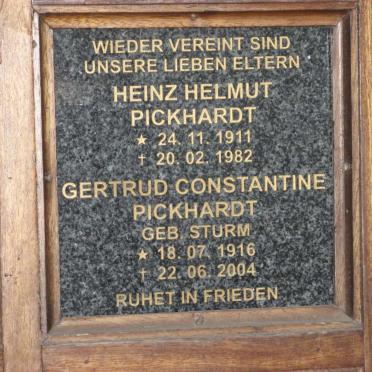 WIEDER VEREINT SIND
UNSERE LIEBEN ELTERN
HEINZ HELMUT
PICKHARDT
★ 24. 11. 1911
† 20. 02. 1982
GERTRUD CONSTANTINE
PICKHARDT
GEB. STURM
★ 18. 07. 1916
† 22. 06. 2004
RUHET IN FRIEDEN